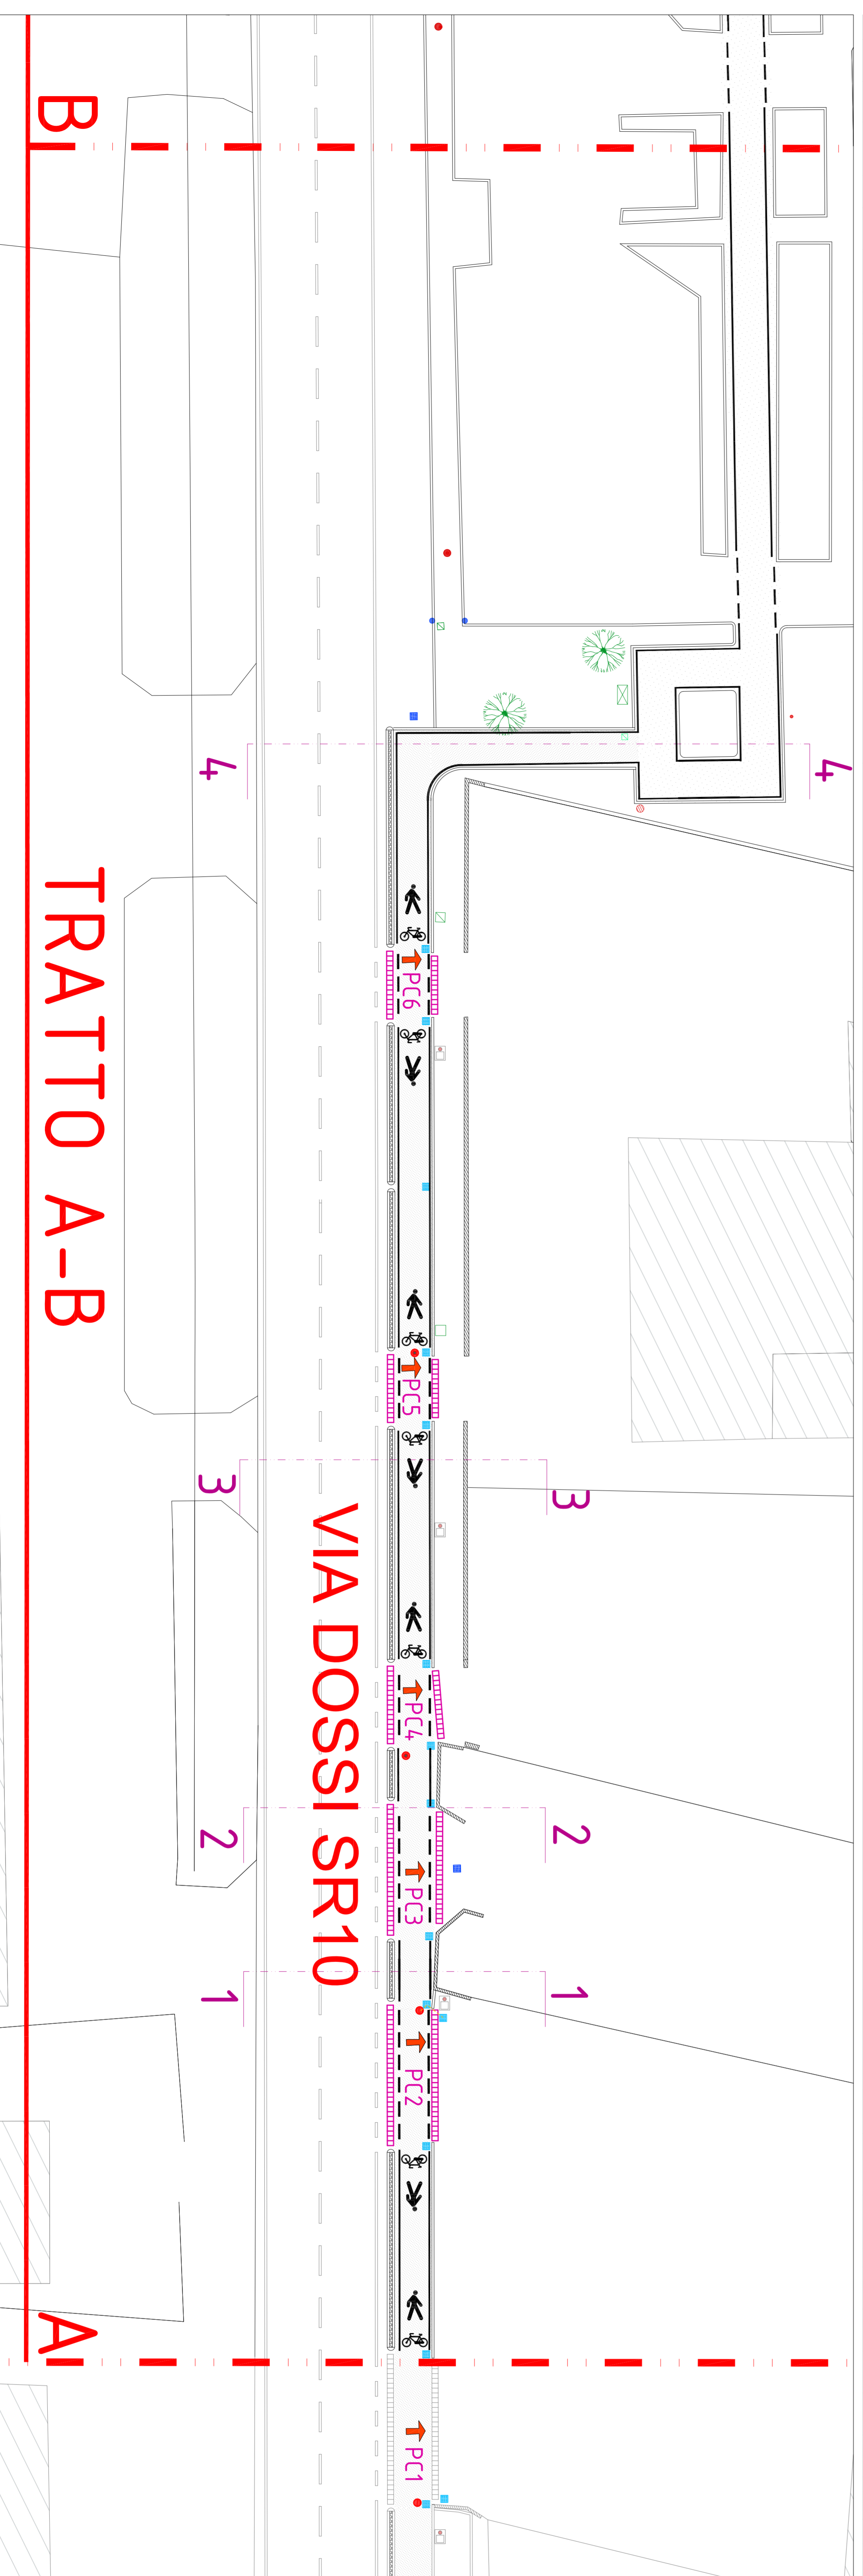 B
4
4
TRATTO A-B
PC6
PC5
3
3
VIA DOSSI SR10
PC4
2
2
PC3
1
1
PC2
A
PC1